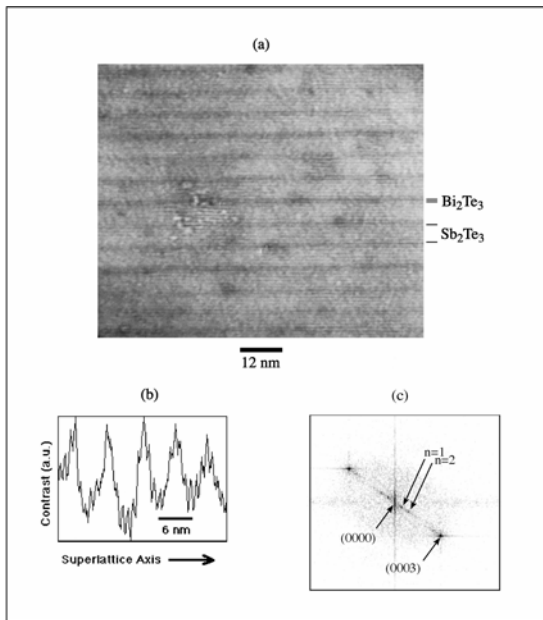 (a)
Bi₂Te₃
Sb₂Te₃
12 nm
(b)
Contrast (a.u.)
6 nm
Superlattice Axis
(c)
n=1
n=2
(0000)
(0003)